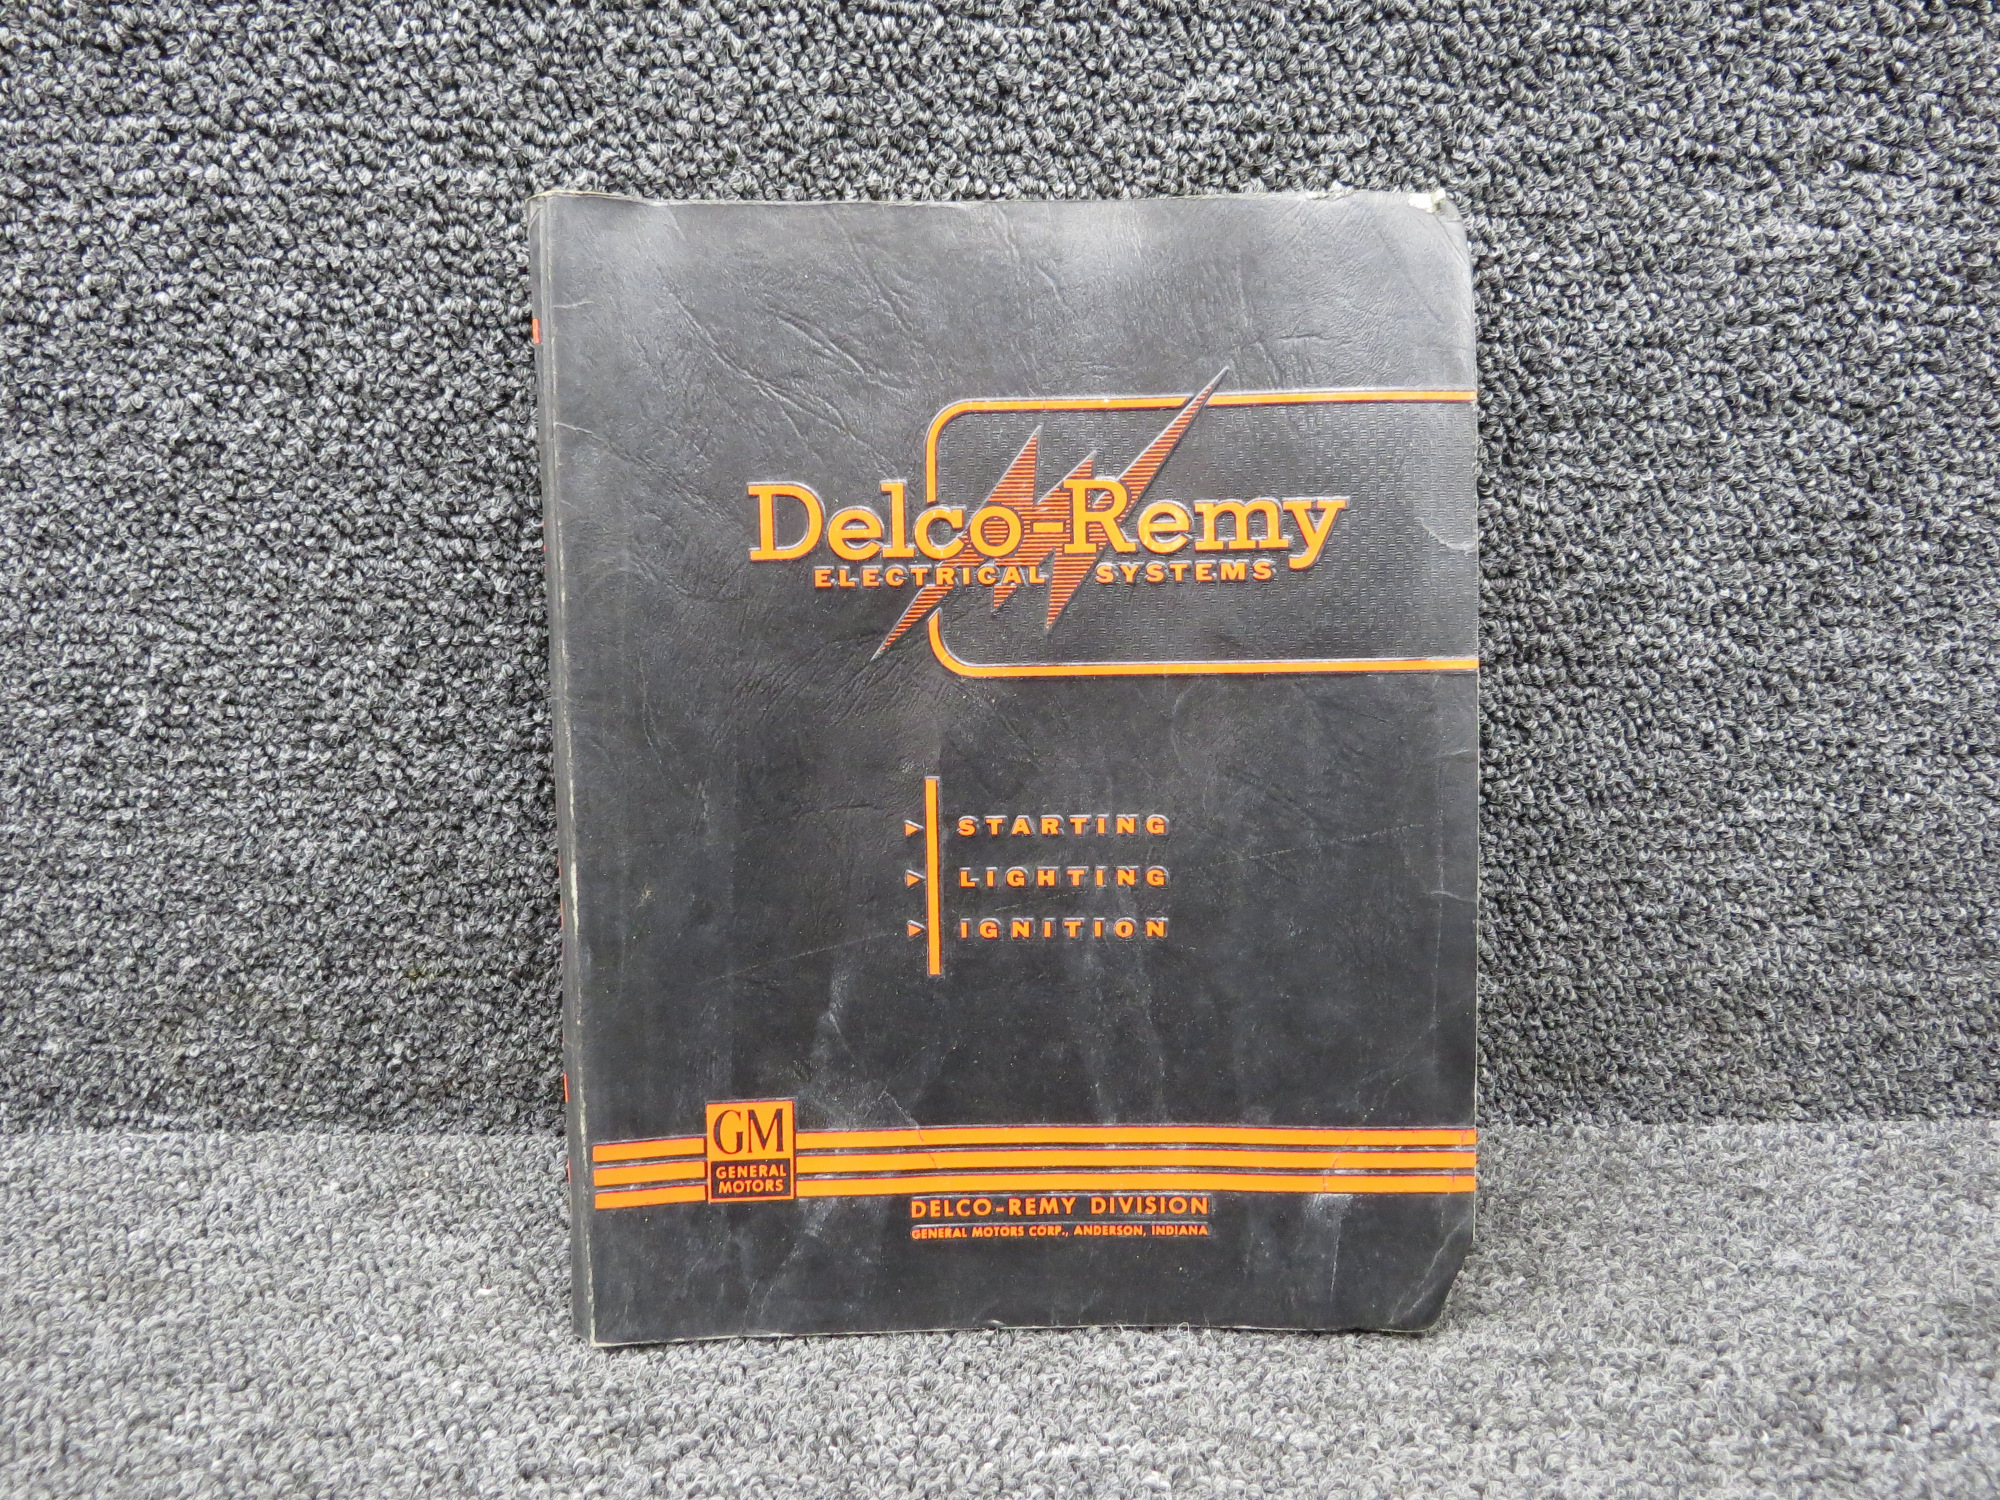 Delco-Remy
ELECTRICAL SYSTEMS
STARTING
LIGHTING
IGNITION
GM
GENERAL
MOTORS
DELCO-REMY DIVISION
GENERAL MOTORS CORP., ANDERSON, INDIANA